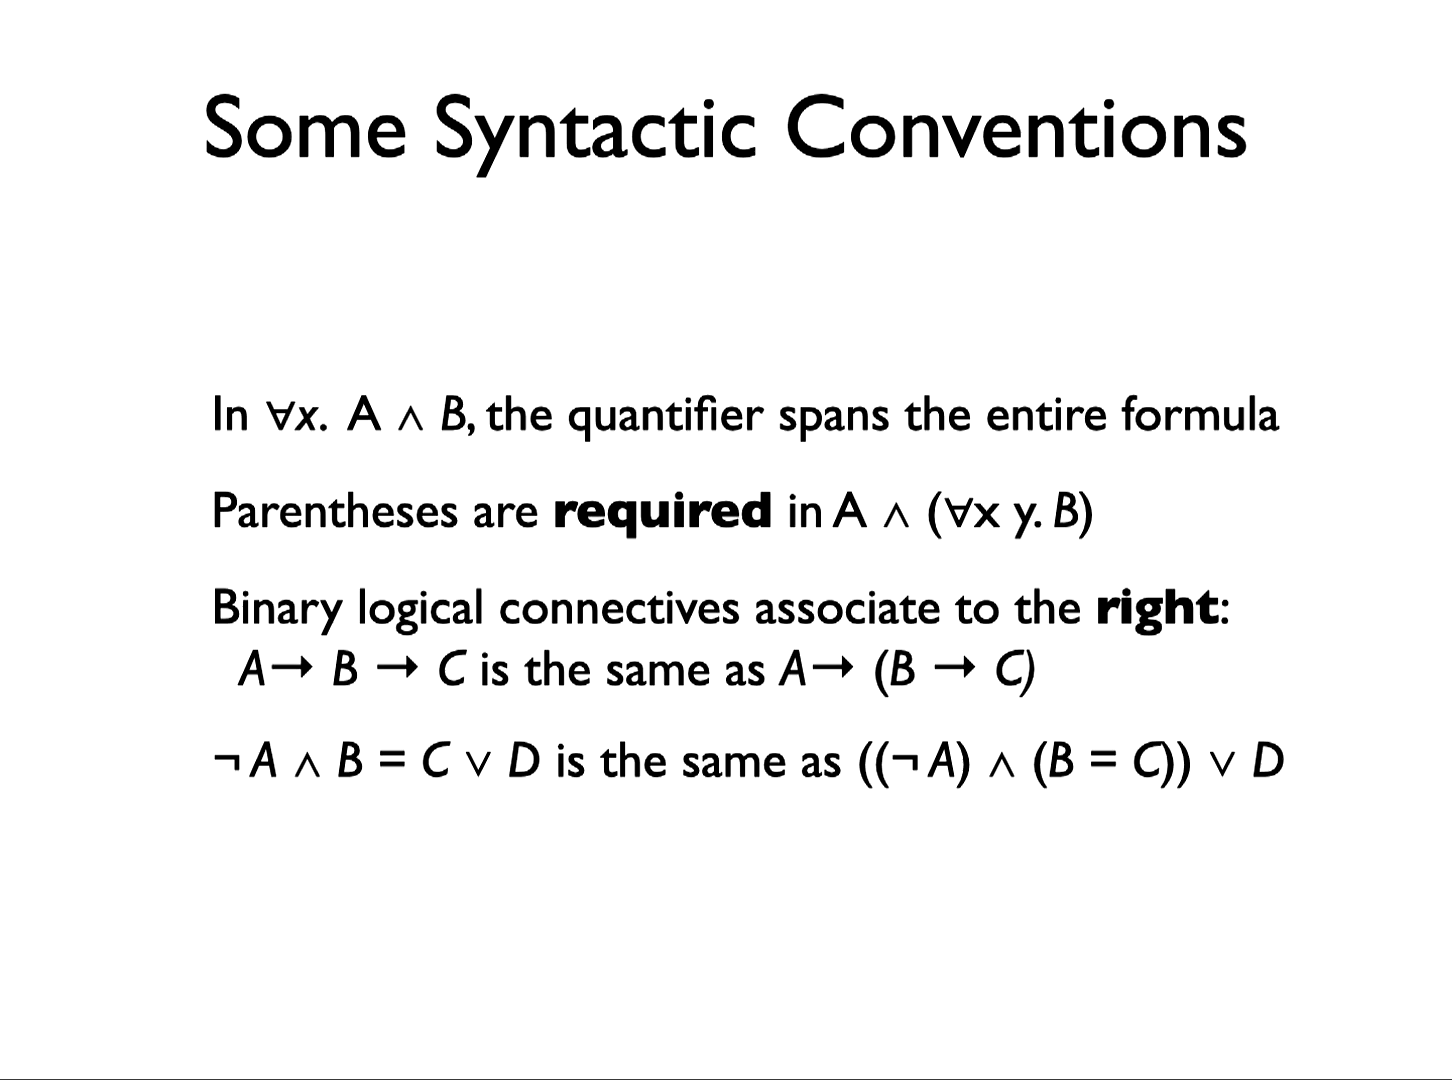 Some Syntactic Conventions
In ∀x. A ∧ B, the quantifier spans the entire formula
Parentheses are required in A ∧ (∀x y. B)
Binary logical connectives associate to the right:
A→ B → C is the same as A→ (B → C)
¬ A ∧ B = C ∨ D is the same as ((¬ A) ∧ (B = C)) ∨ D